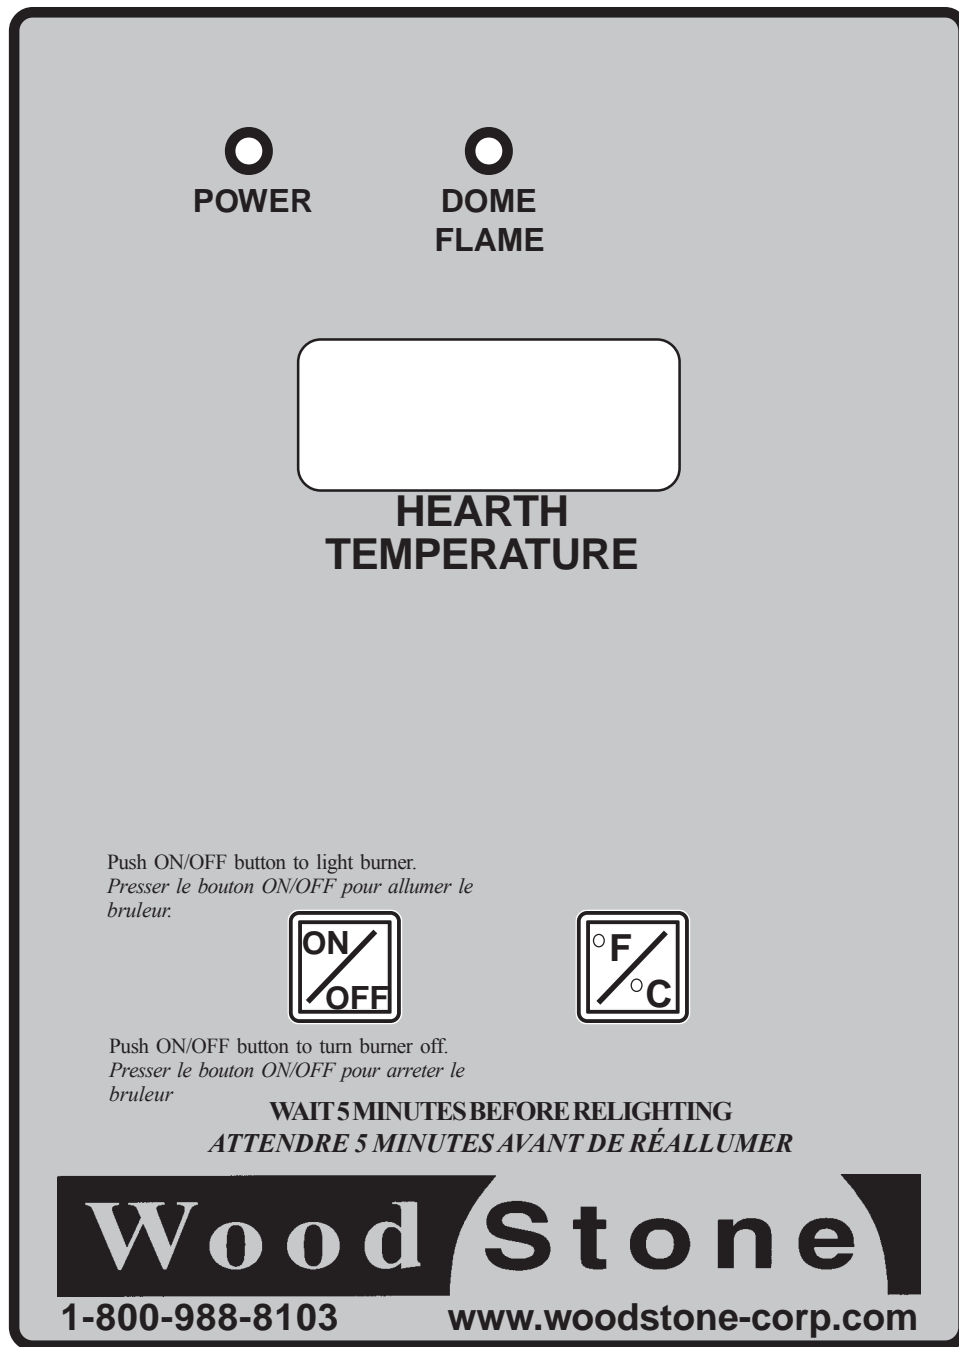 POWER
DOME
FLAME
HEARTH
TEMPERATURE
Push ON/OFF button to light burner.
Presser le bouton ON/OFF pour allumer le
bruleur.
ON
OFF
°F
°C
Push ON/OFF button to turn burner off.
Presser le bouton ON/OFF pour arreter le
bruleur
WAIT 5 MINUTES BEFORE RELIGHTING
ATTENDRE 5 MINUTES AVANT DE RÉALLUMER
Wood Stone
1-800-988-8103 www.woodstone-corp.com